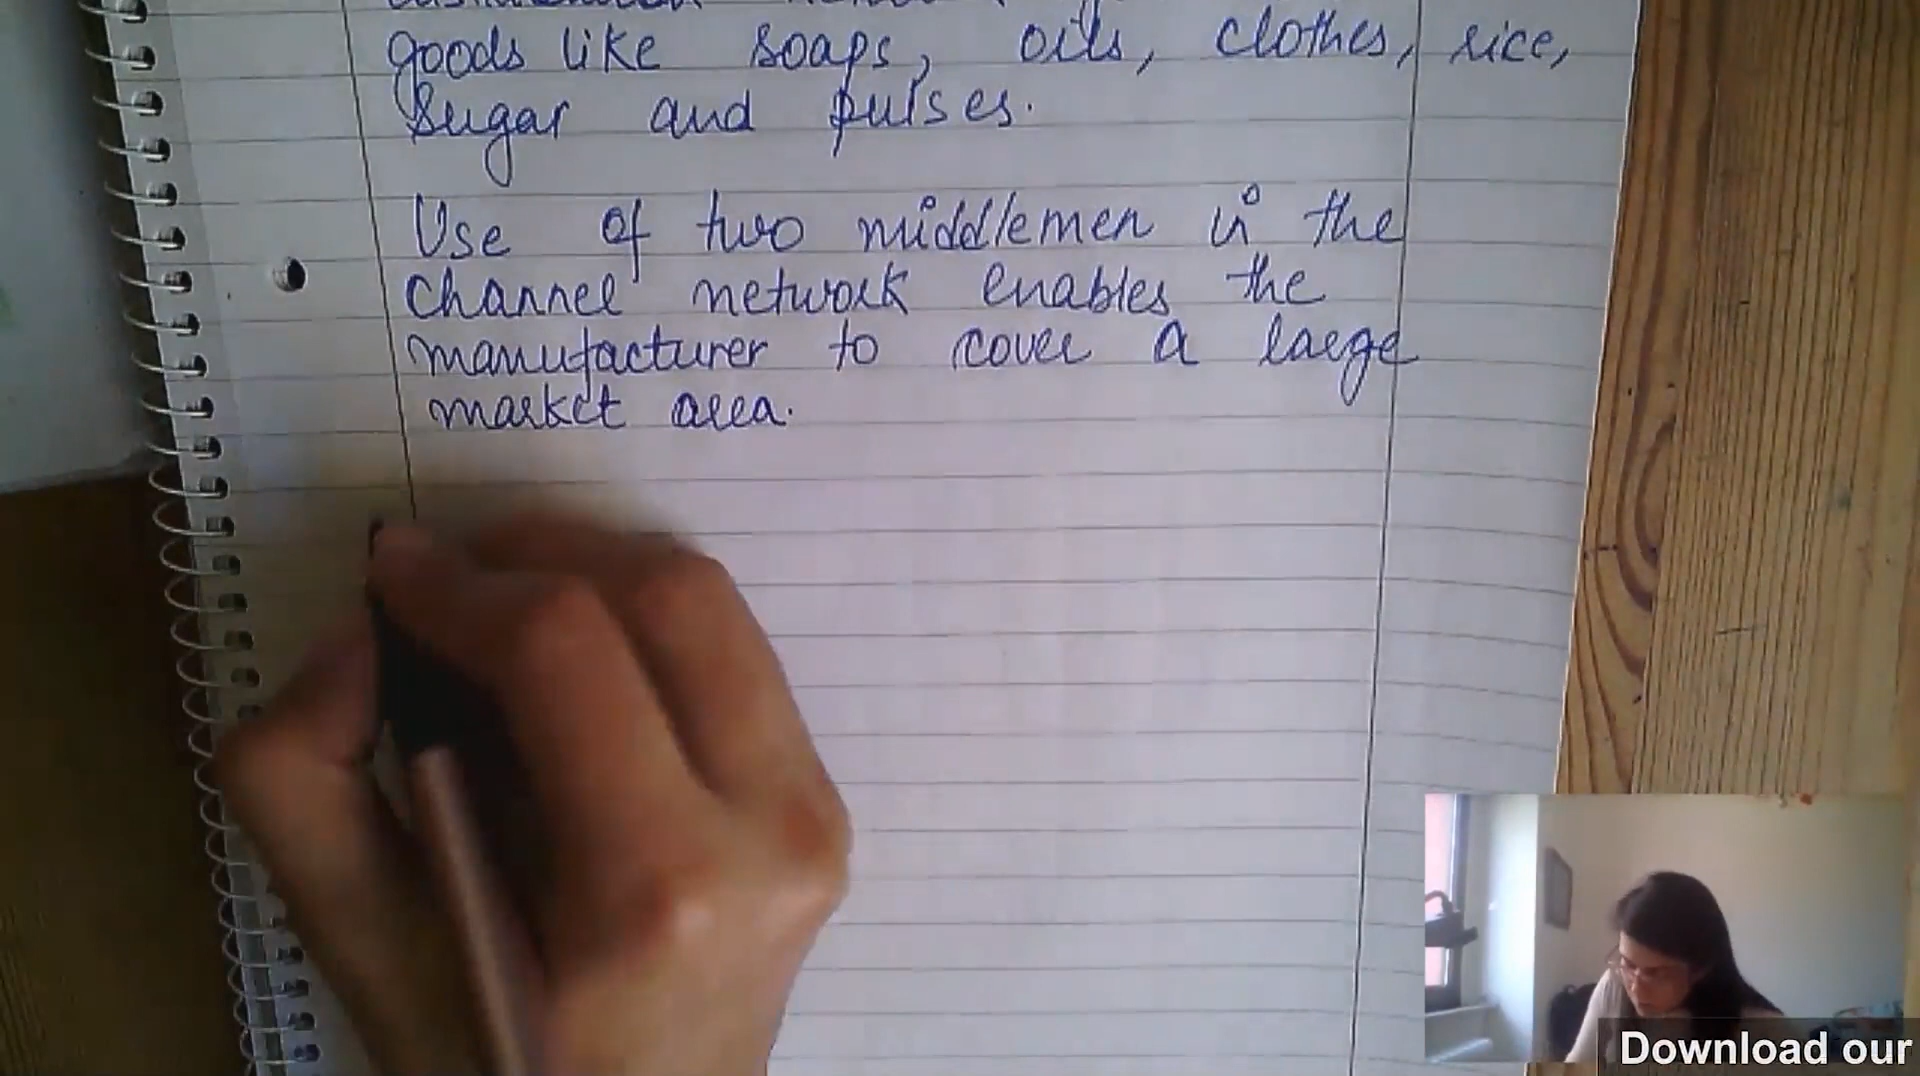 goods like soaps, oils, clothes, rice,
sugar and pulses.
Use of two middlemen in the
channel network enables the
manufacturer to cover a large
market area.
Download our